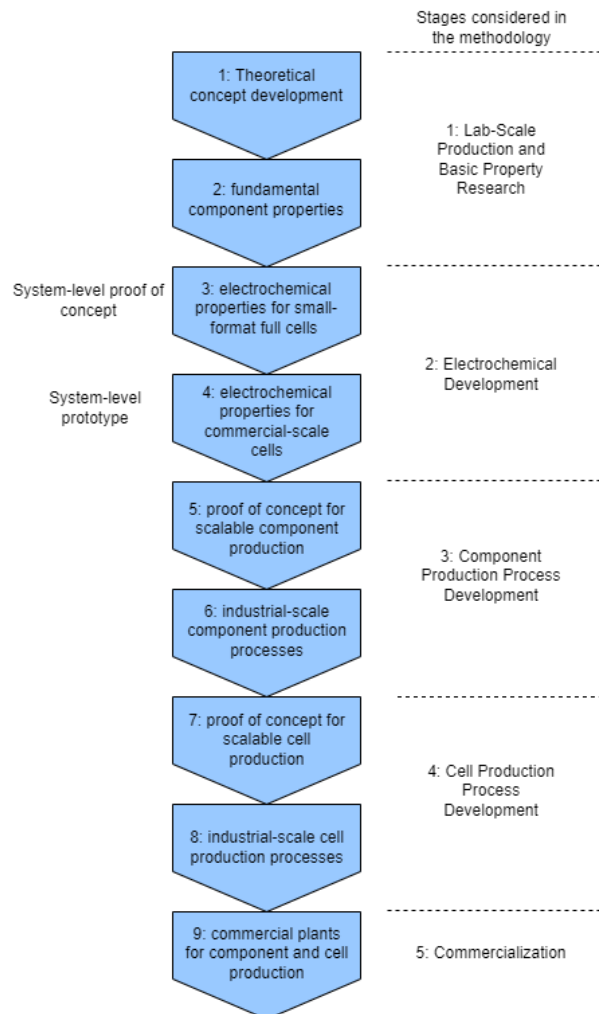 Stages considered in
the methodology
1: Theoretical
concept development
1: Lab-Scale
Production and
Basic Property
Research
2: fundamental
component properties
System-level proof of
concept
3: electrochemical
properties for small-
format full cells
2: Electrochemical
Development
System-level
prototype
4: electrochemical
properties for
commercial-scale
cells
5: proof of concept for
scalable component
production
3: Component
Production Process
Development
6: industrial-scale
component production
processes
7: proof of concept for
scalable cell
production
4: Cell Production
Process
Development
8: industrial-scale cell
production processes
9: commercial plants
for component and cell
production
5: Commercialization